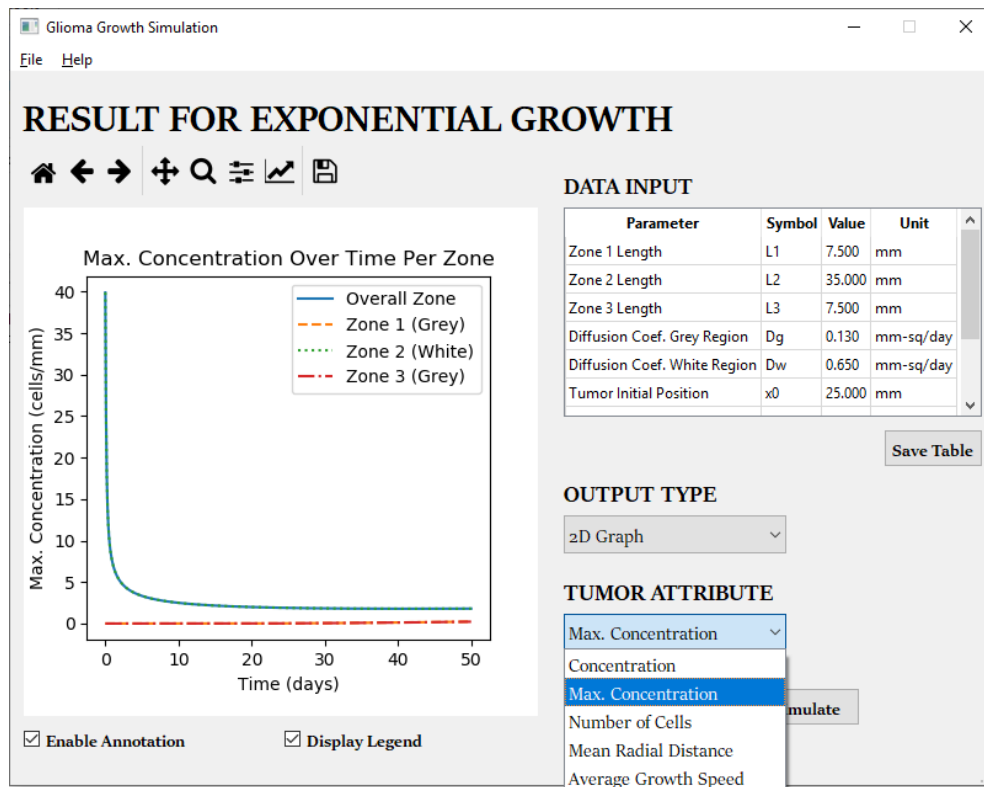 Glioma Growth Simulation
File Help
RESULT FOR EXPONENTIAL GROWTH
Max. Concentration Over Time Per Zone
Max. Concentration (cells/mm)
40
35
30
25
20
15
10
5
0
Overall Zone
Zone 1 (Grey)
Zone 2 (White)
Zone 3 (Grey)
0 10 20 30 40 50
Time (days)
Enable Annotation
Display Legend
DATA INPUT
Parameter Symbol Value Unit
Zone 1 Length L1 7.500 mm
Zone 2 Length L2 35.000 mm
Zone 3 Length L3 7.500 mm
Diffusion Coef. Grey Region Dg 0.130 mm-sq/day
Diffusion Coef. White Region Dw 0.650 mm-sq/day
Tumor Initial Position x0 25.000 mm
Save Table
OUTPUT TYPE
2D Graph
TUMOR ATTRIBUTE
Max. Concentration
Concentration
Max. Concentration
Number of Cells
Mean Radial Distance
Average Growth Speed
mulate